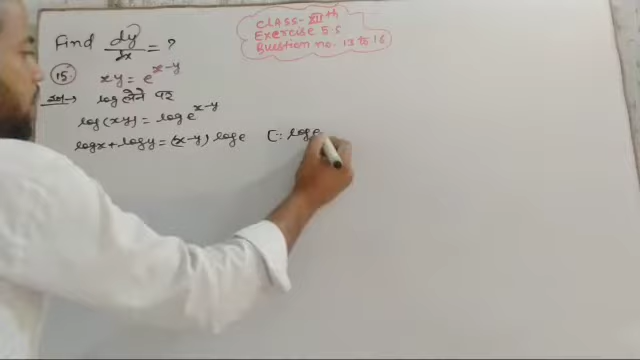 Find dy/dx = ?
Class-XIIth
Exercise 5.5
Question no. 13 to 16
15 xy = e^x-y
हल→ log लेने पर
log(xy) = log e^x-y
logx + logy = (x-y) loge [∵ loge